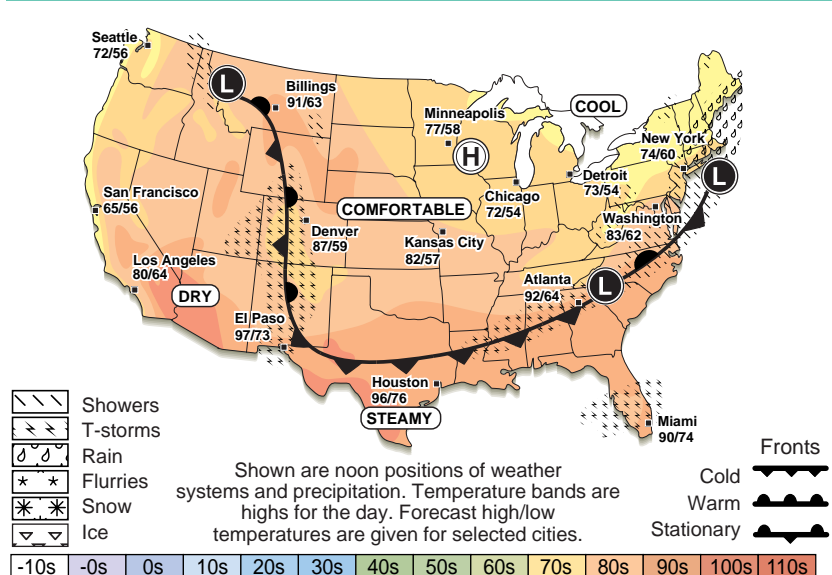 Seattle
72/56
L
Billings
91/63
Minneapolis
77/58
COOL
H
New York
74/60
L
Detroit
73/54
San Francisco
65/56
COMFORTABLE
Chicago
72/54
Washington
83/62
Denver
87/59
Kansas City
82/57
Los Angeles
80/64
DRY
Atlanta
92/64
L
El Paso
97/73
Houston
96/76
STEAMY
Miami
90/74
Showers
T-storms
Rain
Flurries
Snow
Ice
Shown are noon positions of weather
systems and precipitation. Temperature bands are
highs for the day. Forecast high/low
temperatures are given for selected cities.
Fronts
Cold
Warm
Stationary
-10s -0s 0s 10s 20s 30s 40s 50s 60s 70s 80s 90s 100s 110s